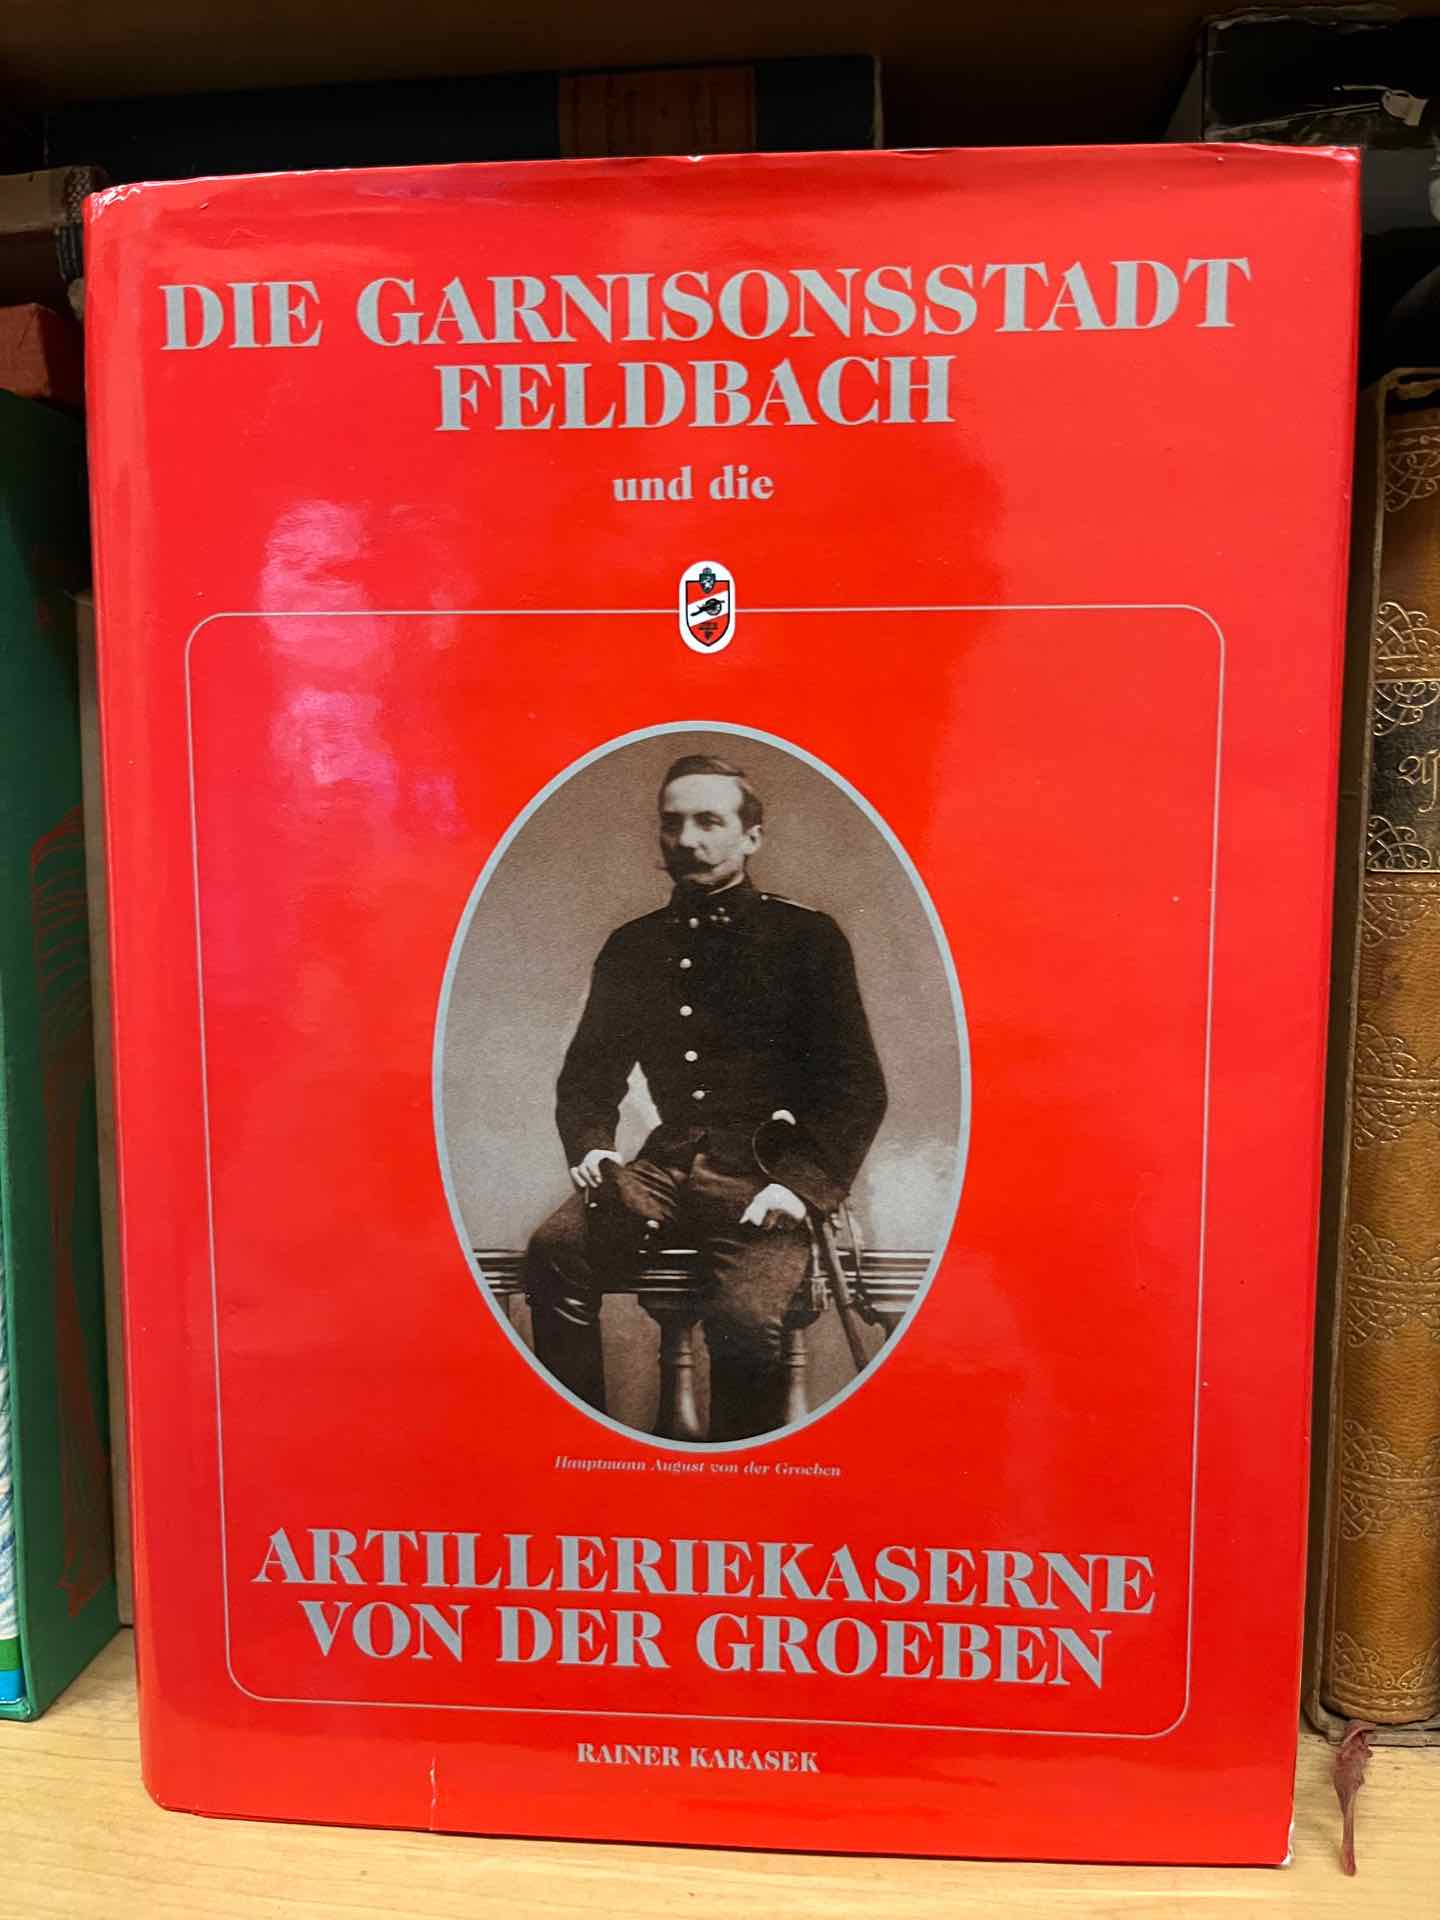 DIE GARNISONSSTADT
FELDBACH
und die
Hauptmann August von der Groeben
ARTILLERIEKASERNE
VON DER GROEBEN
RAINER KARASEK